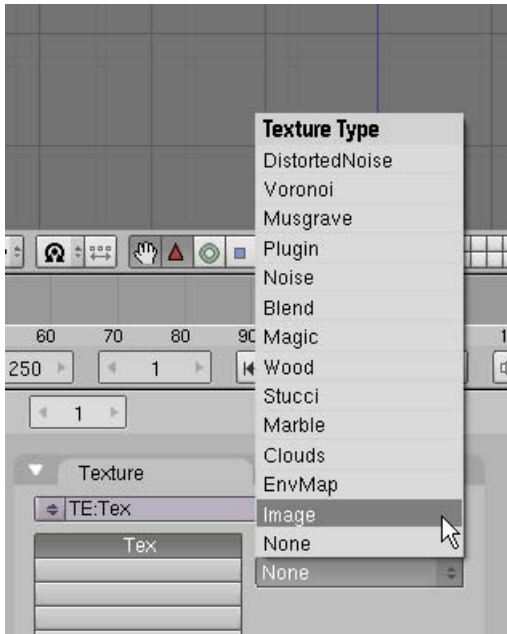 Texture Type
DistortedNoise
Voronoi
Musgrave
Plugin
Noise
Blend
Magic
Wood
Stucci
Marble
Clouds
EnvMap
Image
None
None
60 70 80 90
250 1
1
Texture
TE:Tex
Tex